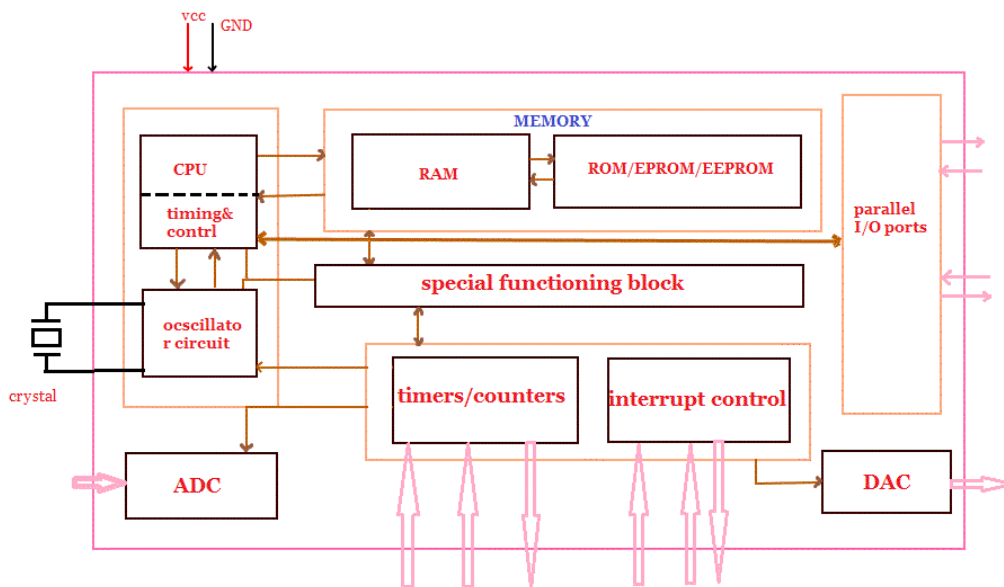 vcc
GND
MEMORY
CPU
RAM
ROM/EPROM/EEPROM
timing&
contrl
parallel
I/O ports
special functioning block
ocscillato
r circuit
crystal
timers/counters
interrupt control
ADC
DAC